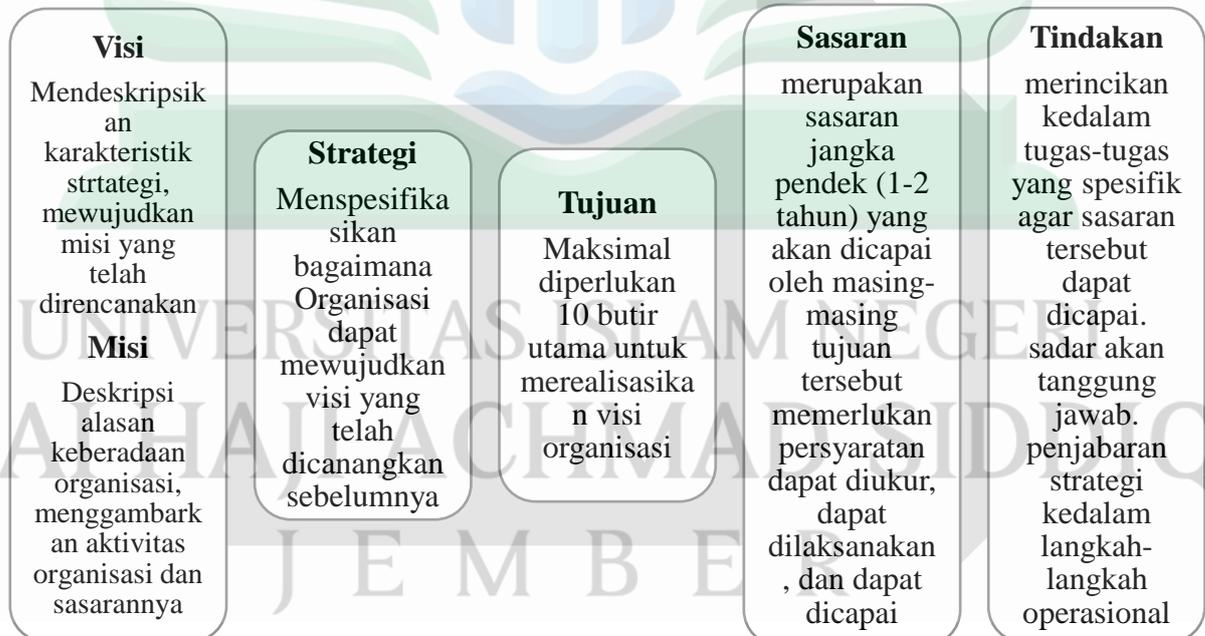 Visi
Mendeskripsik
an
karakteristik
strtategi,
mewujudkan
misi yang
telah
direncanakan
Misi
Deskripsi
alasan
keberadaan
organisasi,
menggambark
an aktivitas
organisasi dan
sasarannya
Strategi
Menspesifika
sikan
bagaimana
Organisasi
dapat
mewujudkan
visi yang
telah
dicanangkan
sebelumnya
Tujuan
Maksimal
diperlukan
10 butir
utama untuk
merealisasika
n visi
organisasi
Sasaran
merupakan
sasaran
jangka
pendek (1-2
tahun) yang
akan dicapai
oleh masing-
masing
tujuan
tersebut
memerlukan
persyaratan
dapat diukur,
dapat
dilaksanakan
, dan dapat
dicapai
Tindakan
merincikan
kedalam
tugas-tugas
yang spesifik
agar sasaran
tersebut
dapat
dicapai.
sadar akan
tanggung
jawab.
penjabaran
strategi
kedalam
langkah-
langkah
operasional
UNIVERSITAS ISLAM NEGERI
AI HAJI ACHMAD SIDDIQ
JEMBER